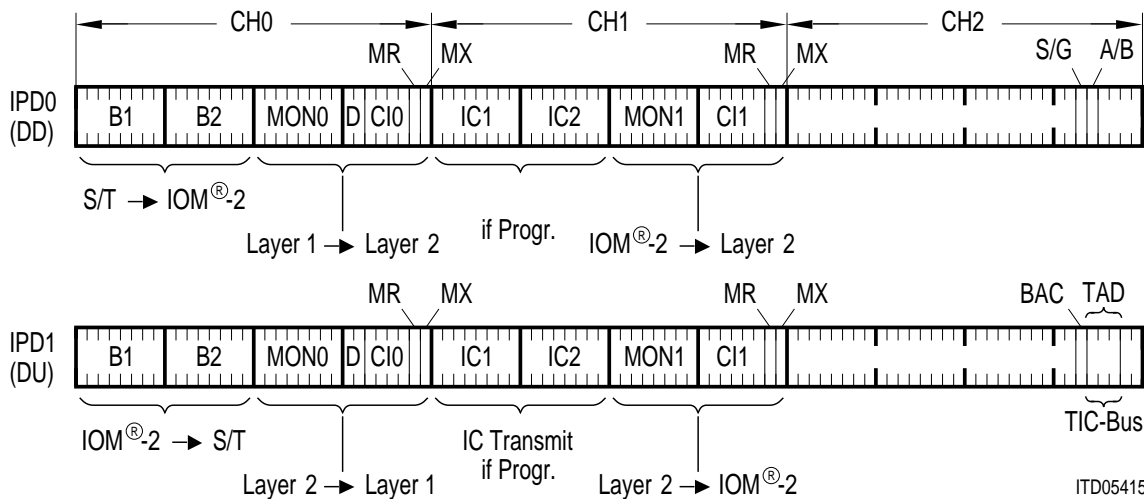 CH0 CH1 CH2
MR MX MR MX S/G A/B
IPD0 (DD)
B1 B2 MON0 D CI0 IC1 IC2 MON1 CI1
S/T → IOM®-2
Layer 1 → Layer 2
if Progr.
IOM®-2 → Layer 2
MR MX MR MX BAC TAD
IPD1 (DU)
B1 B2 MON0 D CI0 IC1 IC2 MON1 CI1
IOM®-2 → S/T
Layer 2 → Layer 1
IC Transmit
if Progr.
Layer 2 → IOM®-2
TIC-Bus
ITD05415